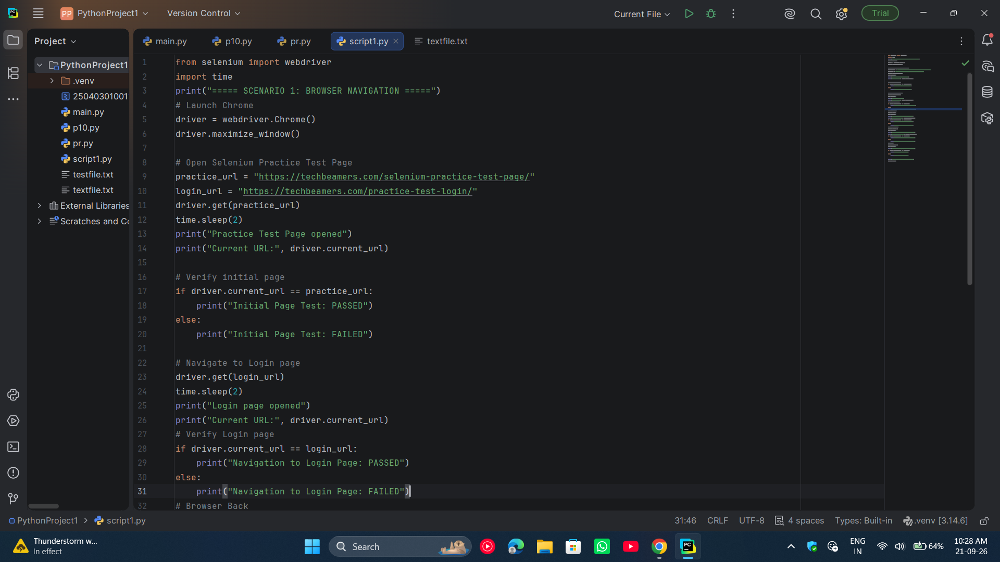 PC
PP PythonProject1
Version Control
Current File
Trial
Project
main.py
p10.py
pr.py
script1.py
textfile.txt
PythonProject1
.venv
25040301001
main.py
p10.py
pr.py
script1.py
testfile.txt
textfile.txt
External Libraries
Scratches and Co
1 from selenium import webdriver
2 import time
3 print("===== SCENARIO 1: BROWSER NAVIGATION =====")
4 # Launch Chrome
5 driver = webdriver.Chrome()
6 driver.maximize_window()
7
8 # Open Selenium Practice Test Page
9 practice_url = "https://techbeamers.com/selenium-practice-test-page/"
10 login_url = "https://techbeamers.com/practice-test-login/"
11 driver.get(practice_url)
12 time.sleep(2)
13 print("Practice Test Page opened")
14 print("Current URL:", driver.current_url)
15
16 # Verify initial page
17 if driver.current_url == practice_url:
18     print("Initial Page Test: PASSED")
19 else:
20     print("Initial Page Test: FAILED")
21
22 # Navigate to Login page
23 driver.get(login_url)
24 time.sleep(2)
25 print("Login page opened")
26 print("Current URL:", driver.current_url)
27 # Verify Login page
28 if driver.current_url == login_url:
29     print("Navigation to Login Page: PASSED")
30 else:
31     print("Navigation to Login Page: FAILED")
32 # Browser Back
PythonProject1 > script1.py
31:46 CRLF UTF-8 4 spaces Types: Built-in .venv [3.14.6]
Thunderstorm w...
In effect
Search
PC
ENG
IN
64%
10:28 AM
21-09-26